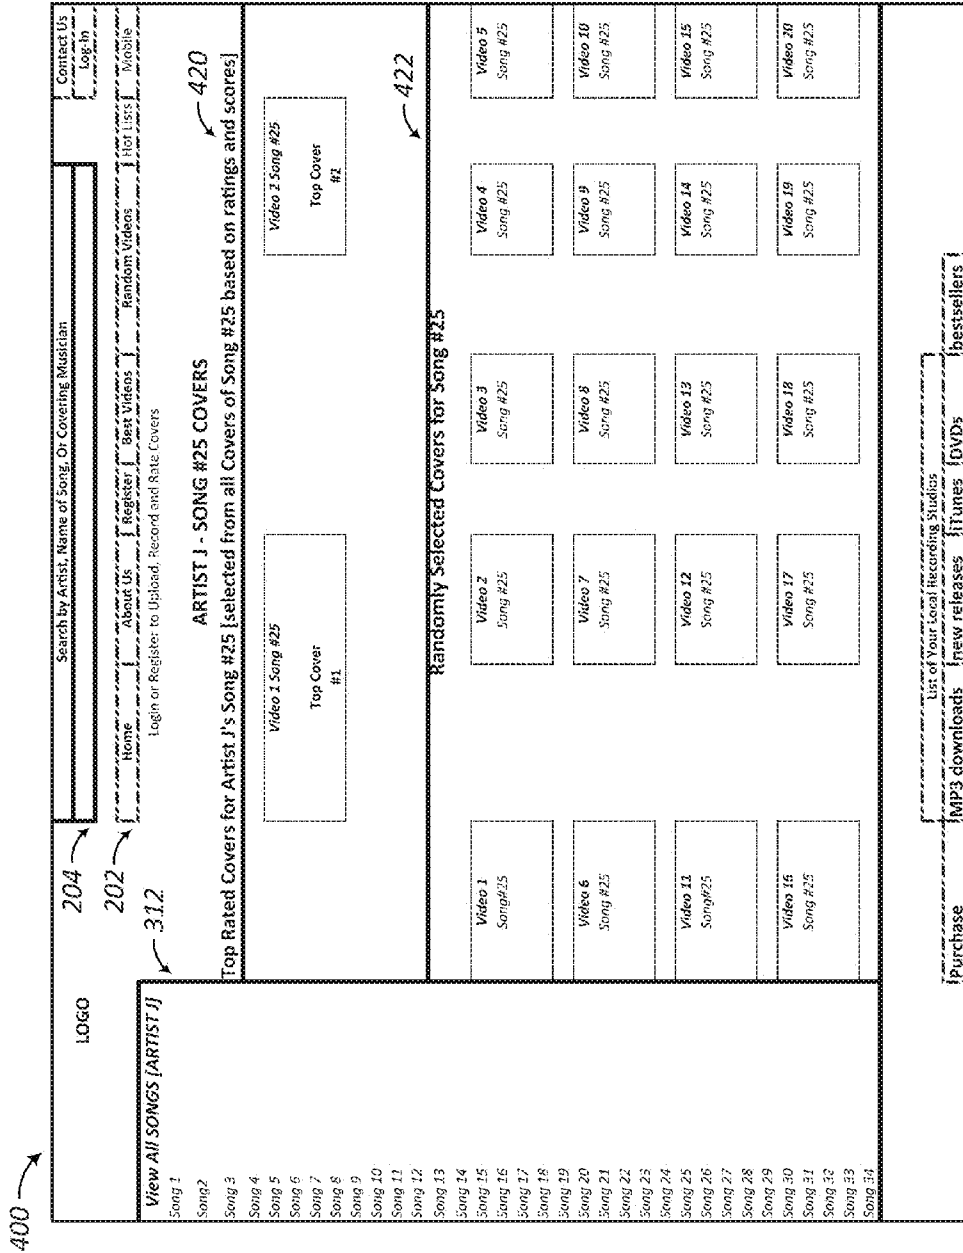 400
LOGO
204
Search by Artist, Name of Song, Or Covering Musician
Contact Us
Log-In
202
Home
About Us
Register
Best Videos
Random Videos
Hot Lists
Mobile
Login or Register to Upload, Record and Rate Covers
312
View All SONGS [ARTIST J]
Song 1
Song2
Song 3
Song 4
Song 5
Song 6
Song 7
Song 8
Song 9
Song 10
Song 11
Song 12
Song 13
Song 14
Song 15
Song 16
Song 17
Song 18
Song 19
Song 20
Song 21
Song 22
Song 23
Song 24
Song 25
Song 26
Song 27
Song 28
Song 29
Song 30
Song 31
Song 32
Song 33
Song 34
ARTIST J - SONG #25 COVERS
420
Top Rated Covers for Artist J's Song #25 [selected from all Covers of Song #25 based on ratings and scores]
Video 1 Song #25
Top Cover
#1
Video 2 Song #25
Top Cover
#2
422
Randomly Selected Covers for Song #25
Video 1
Song#25
Video 2
Song #25
Video 3
Song #25
Video 4
Song #25
Video 5
Song #25
Video 6
Song #25
Video 7
Song #25
Video 8
Song #25
Video 9
Song #25
Video 10
Song #25
Video 11
Song#25
Video 12
Song #25
Video 13
Song #25
Video 14
Song #25
Video 15
Song #25
Video 16
Song #25
Video 17
Song #25
Video 18
Song #25
Video 19
Song #25
Video 20
Song #25
List of Your Local Recording Studios
Purchase
MP3 downloads
new releases
iTunes
DVDs
bestsellers